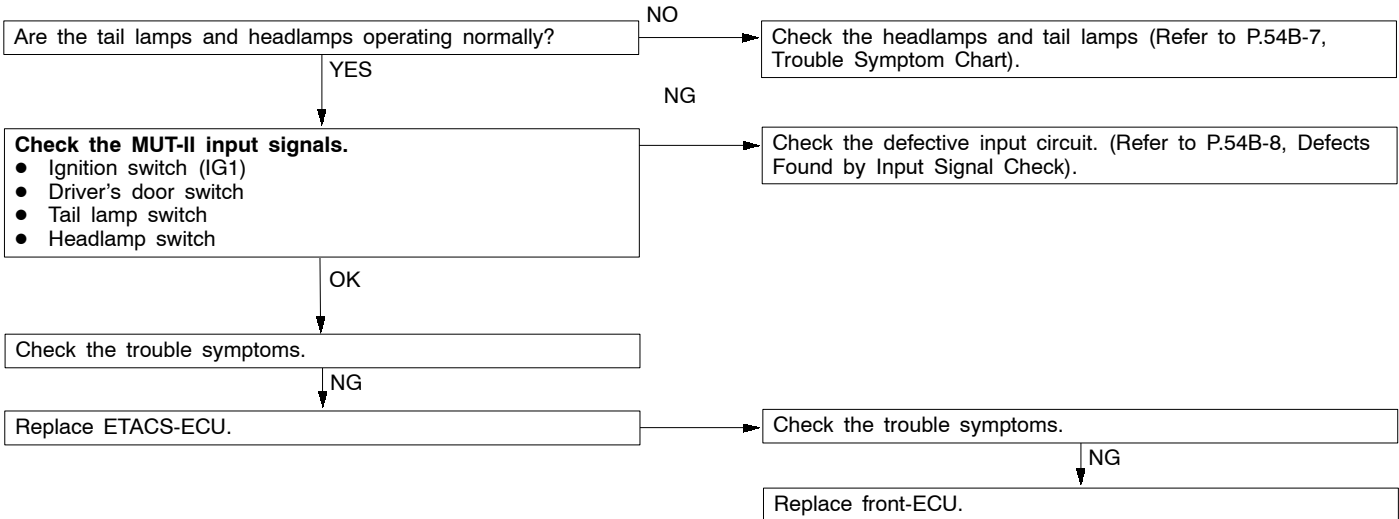 NO
Are the tail lamps and headlamps operating normally?
Check the headlamps and tail lamps (Refer to P.54B-7,
Trouble Symptom Chart).
YES
NG
Check the MUT-II input signals.
● Ignition switch (IG1)
● Driver's door switch
● Tail lamp switch
● Headlamp switch
Check the defective input circuit. (Refer to P.54B-8, Defects
Found by Input Signal Check).
OK
Check the trouble symptoms.
NG
Replace ETACS-ECU.
Check the trouble symptoms.
NG
Replace front-ECU.